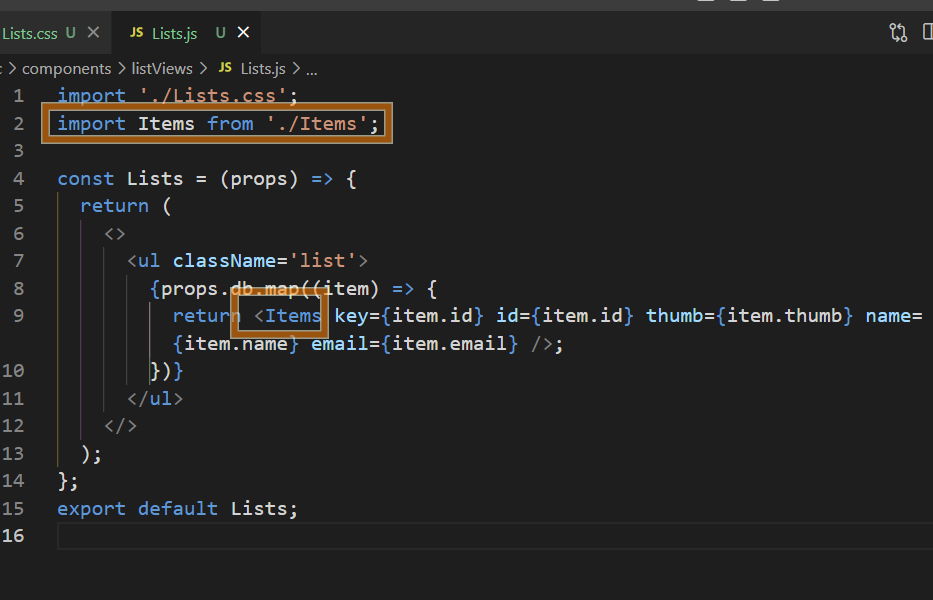 Lists.css U × JS Lists.js U ×
: > components > listViews > JS Lists.js > ...
1 import './Lists.css';
2 import Items from './Items';
3
4 const Lists = (props) => {
5 return (
6 <>
7 <ul className='list'>
8 {props.db.map((item) => {
9 return <Items key={item.id} id={item.id} thumb={item.thumb} name=
{item.name} email={item.email} />;
10 })}
11 </ul>
12 </>
13 );
14 };
15 export default Lists;
16